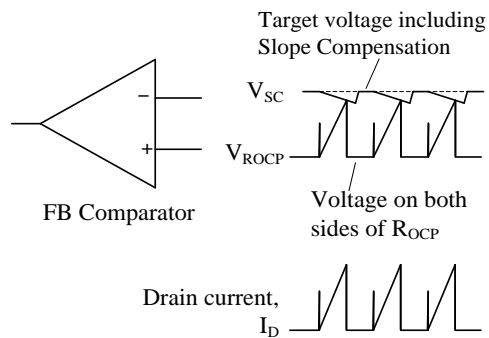 Target voltage including
Slope Compensation
V_SC
−
+
V_ROCP
FB Comparator
Voltage on both
sides of R_OCP
Drain current,
I_D